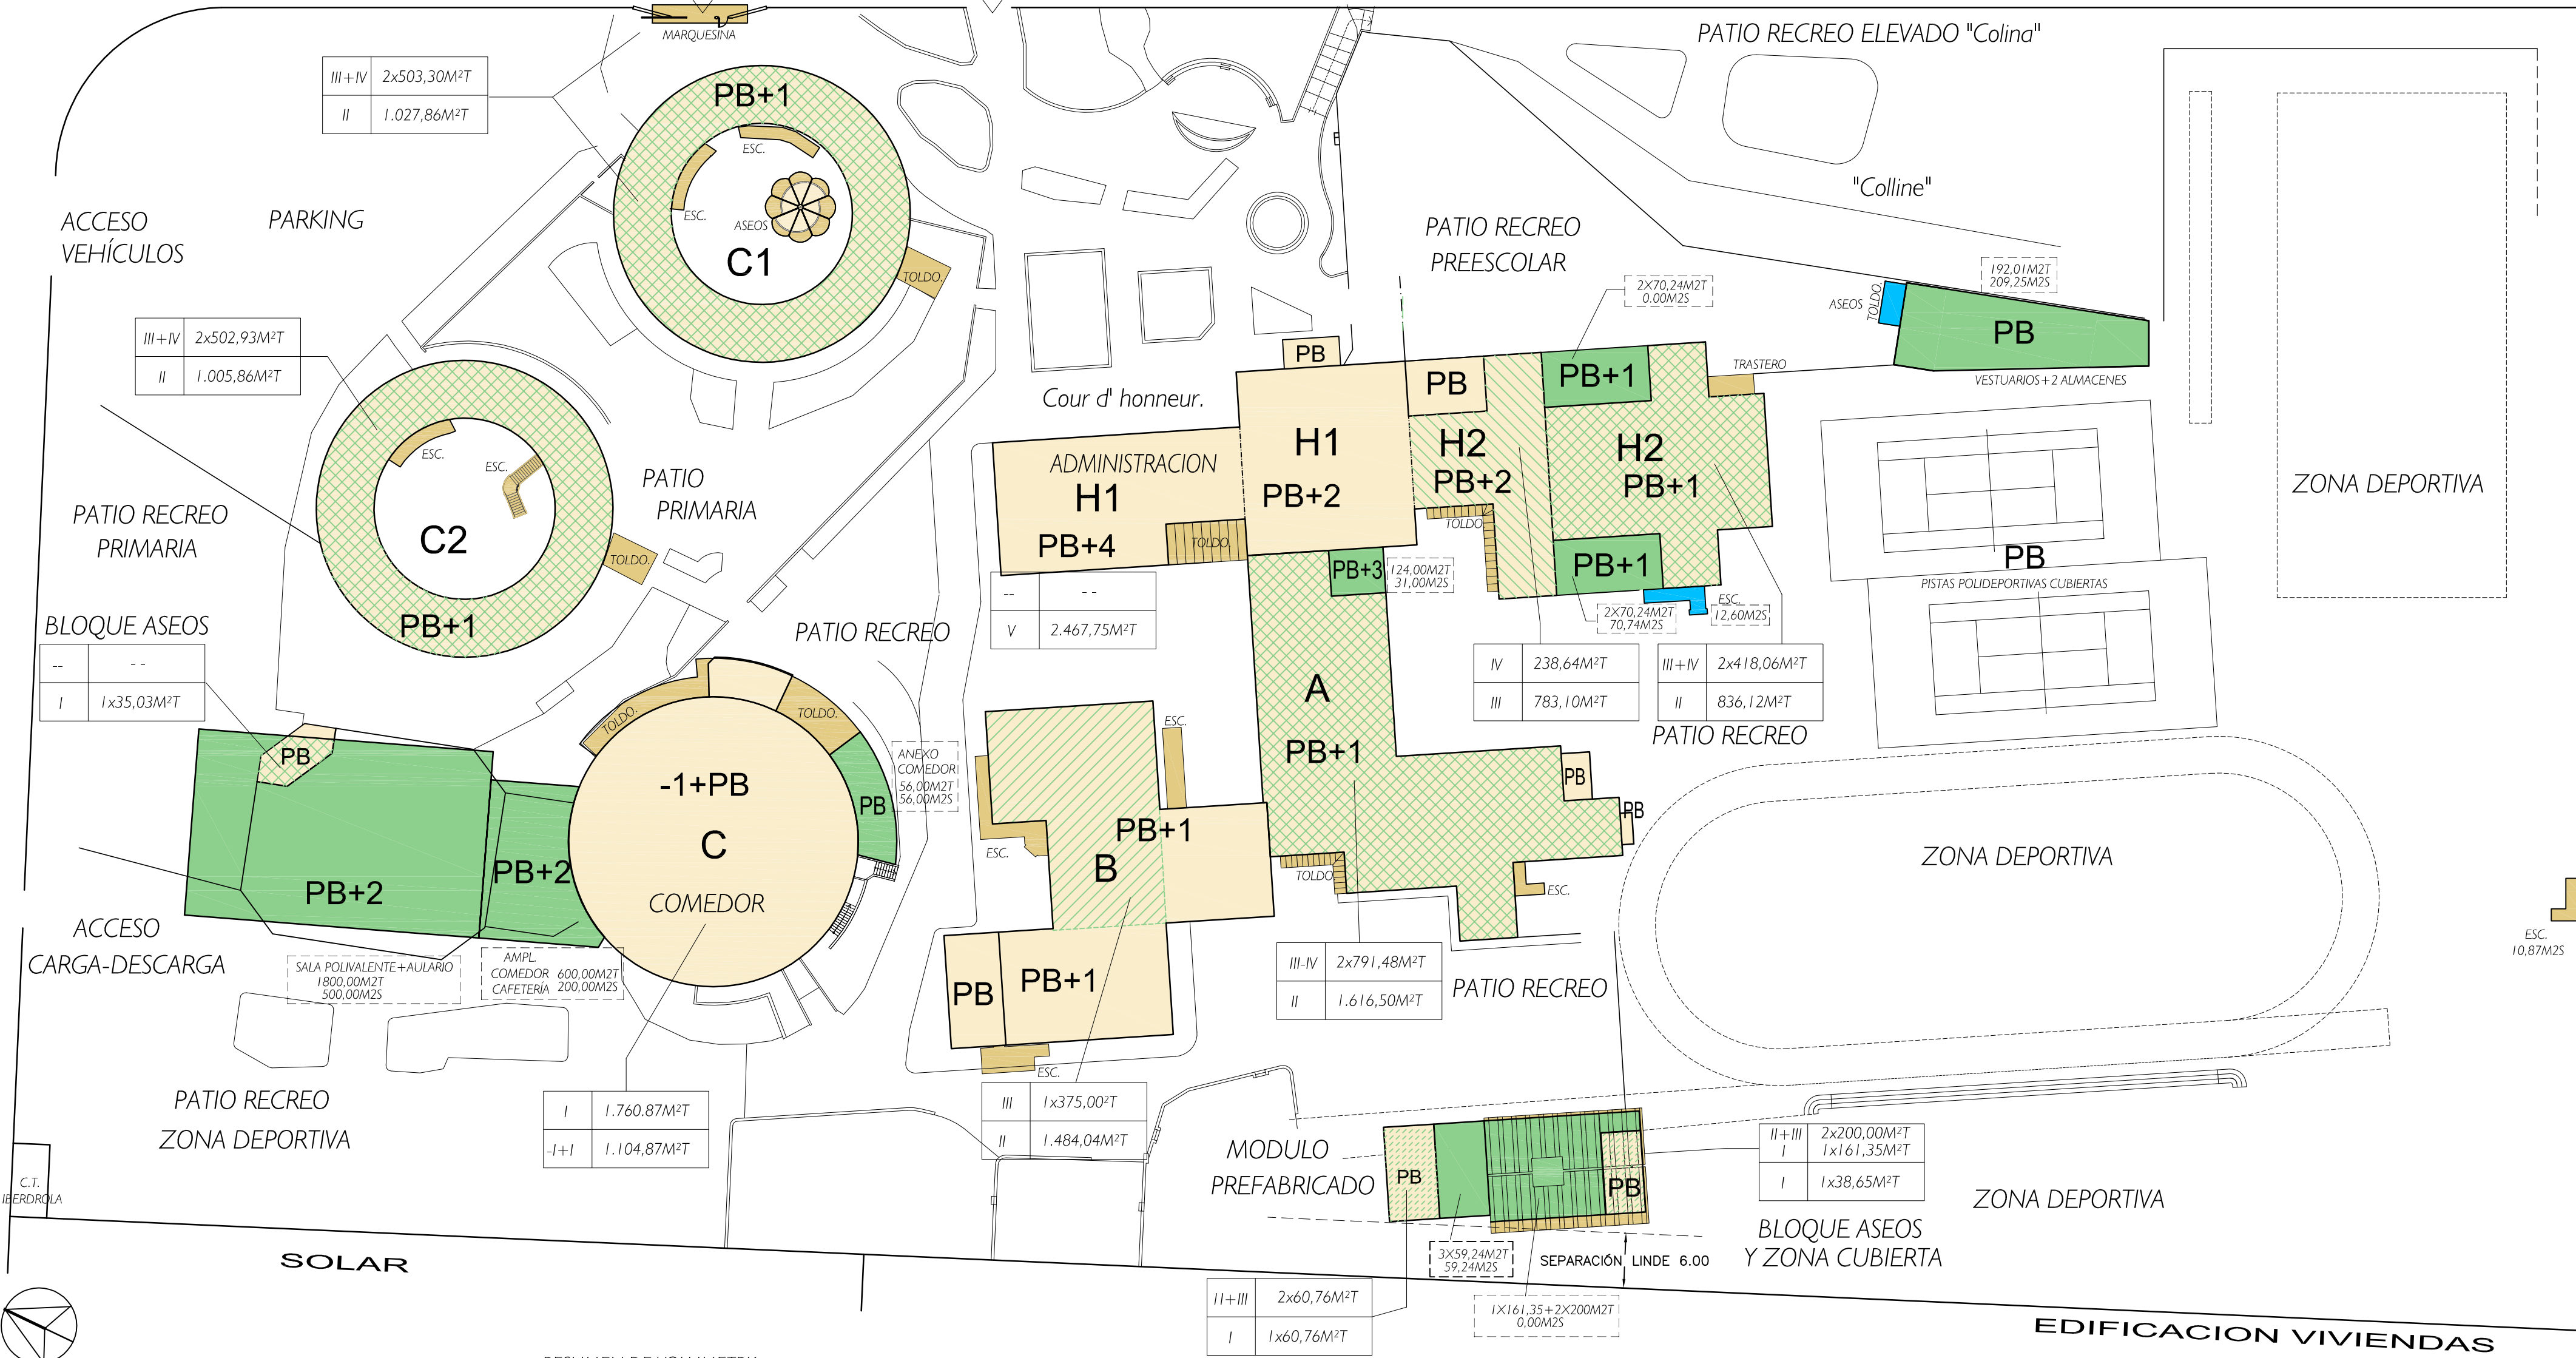 MARQUESINA
PATIO RECREO ELEVADO "Colina"
III+IV 2x503,30M²T
II 1.027,86M²T
PB+1
ESC.
ESC.
ASEOS
C1
TOLDO.
"Colline"
ACCESO
VEHÍCULOS
PARKING
PATIO RECREO
PREESCOLAR
2X70,24M2T
0.00M2S
192,01M2T
209,25M2S
ASEOS
TOLDO.
PB
VESTUARIOS+2 ALMACENES
TRASTERO
III+IV 2x502,93M²T
II 1.005,86M²T
ESC.
ESC.
C2
PB+1
TOLDO.
PATIO
PRIMARIA
PATIO RECREO
PRIMARIA
Cour d' honneur.
PB
ADMINISTRACION
H1
PB+4
TOLDO.
H1
PB+2
PB
H2
PB+2
TOLDO
PB+1
H2
PB+1
PB+1
ZONA DEPORTIVA
PB
PISTAS POLIDEPORTIVAS CUBIERTAS
PB+3
124,00M2T
31,00M2S
2X70,24M2T
70,74M2S
ESC.
12,60M2S
-- - -
V 2.467,75M²T
IV 238,64M²T
III 783,10M²T
III+IV 2x418,06M²T
II 836,12M²T
PATIO RECREO
BLOQUE ASEOS
-- - -
I 1x35,03M²T
PB
PB+2
PB+2
PATIO RECREO
TOLDO.
TOLDO.
-1+PB
C
COMEDOR
PB
ANEXO
COMEDOR
56,00M2T
56,00M2S
ESC.
ESC.
PB+1
B
PB
PB+1
ESC.
A
PB+1
PB
PB
TOLDO
ESC.
ZONA DEPORTIVA
ESC.
10,87M2S
ACCESO
CARGA-DESCARGA
SALA POLIVALENTE+AULARIO
1800,00M2T
500,00M2S
AMPL.
COMEDOR 600,00M2T
CAFETERÍA 200,00M2S
III-IV 2x791,48M²T
II 1.616,50M²T
PATIO RECREO
PATIO RECREO
ZONA DEPORTIVA
I 1.760.87M²T
-I+I 1.104,87M²T
III 1x375,00²T
II 1.484,04M²T
MODULO
PREFABRICADO
PB
PB
II+III 2x200,00M²T
I 1x161,35M²T
I 1x38,65M²T
BLOQUE ASEOS
Y ZONA CUBIERTA
ZONA DEPORTIVA
C.T.
IBERDROLA
SOLAR
3X59,24M2T
59,24M2S
SEPARACIÓN LINDE 6.00
II+III 2x60,76M²T
I 1x60,76M²T
1X161,35+2X200M2T
0,00M2S
EDIFICACION VIVIENDAS